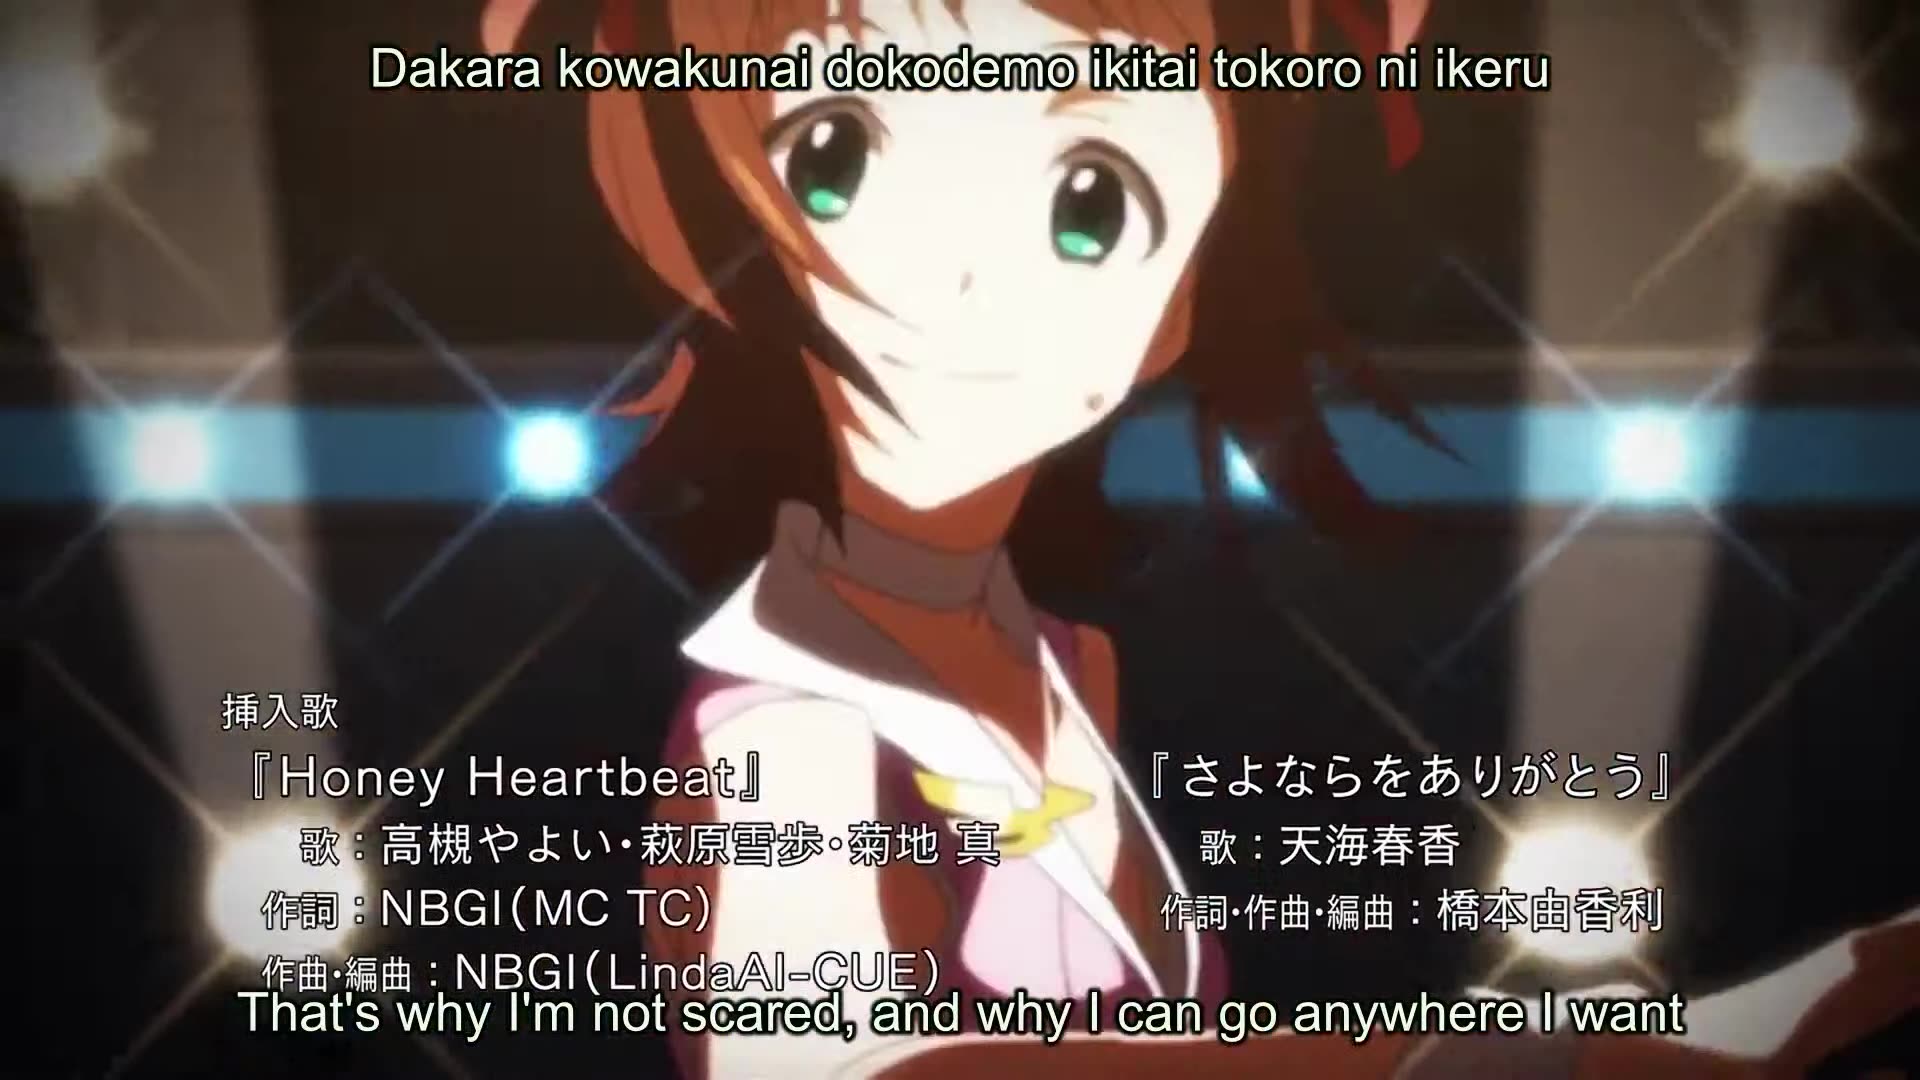 Dakara kowakunai dokodemo ikitai tokoro ni ikeru
挿入歌
『Honey Heartbeat』
歌：高槻やよい・萩原雪歩・菊地 真
作詞：NBGI(MC TC)
作曲・編曲：NBGI(LindaAI-CUE)
『さよならをありがとう』
歌：天海春香
作詞・作曲・編曲：橋本由香利
That's why I'm not scared, and why I can go anywhere I want